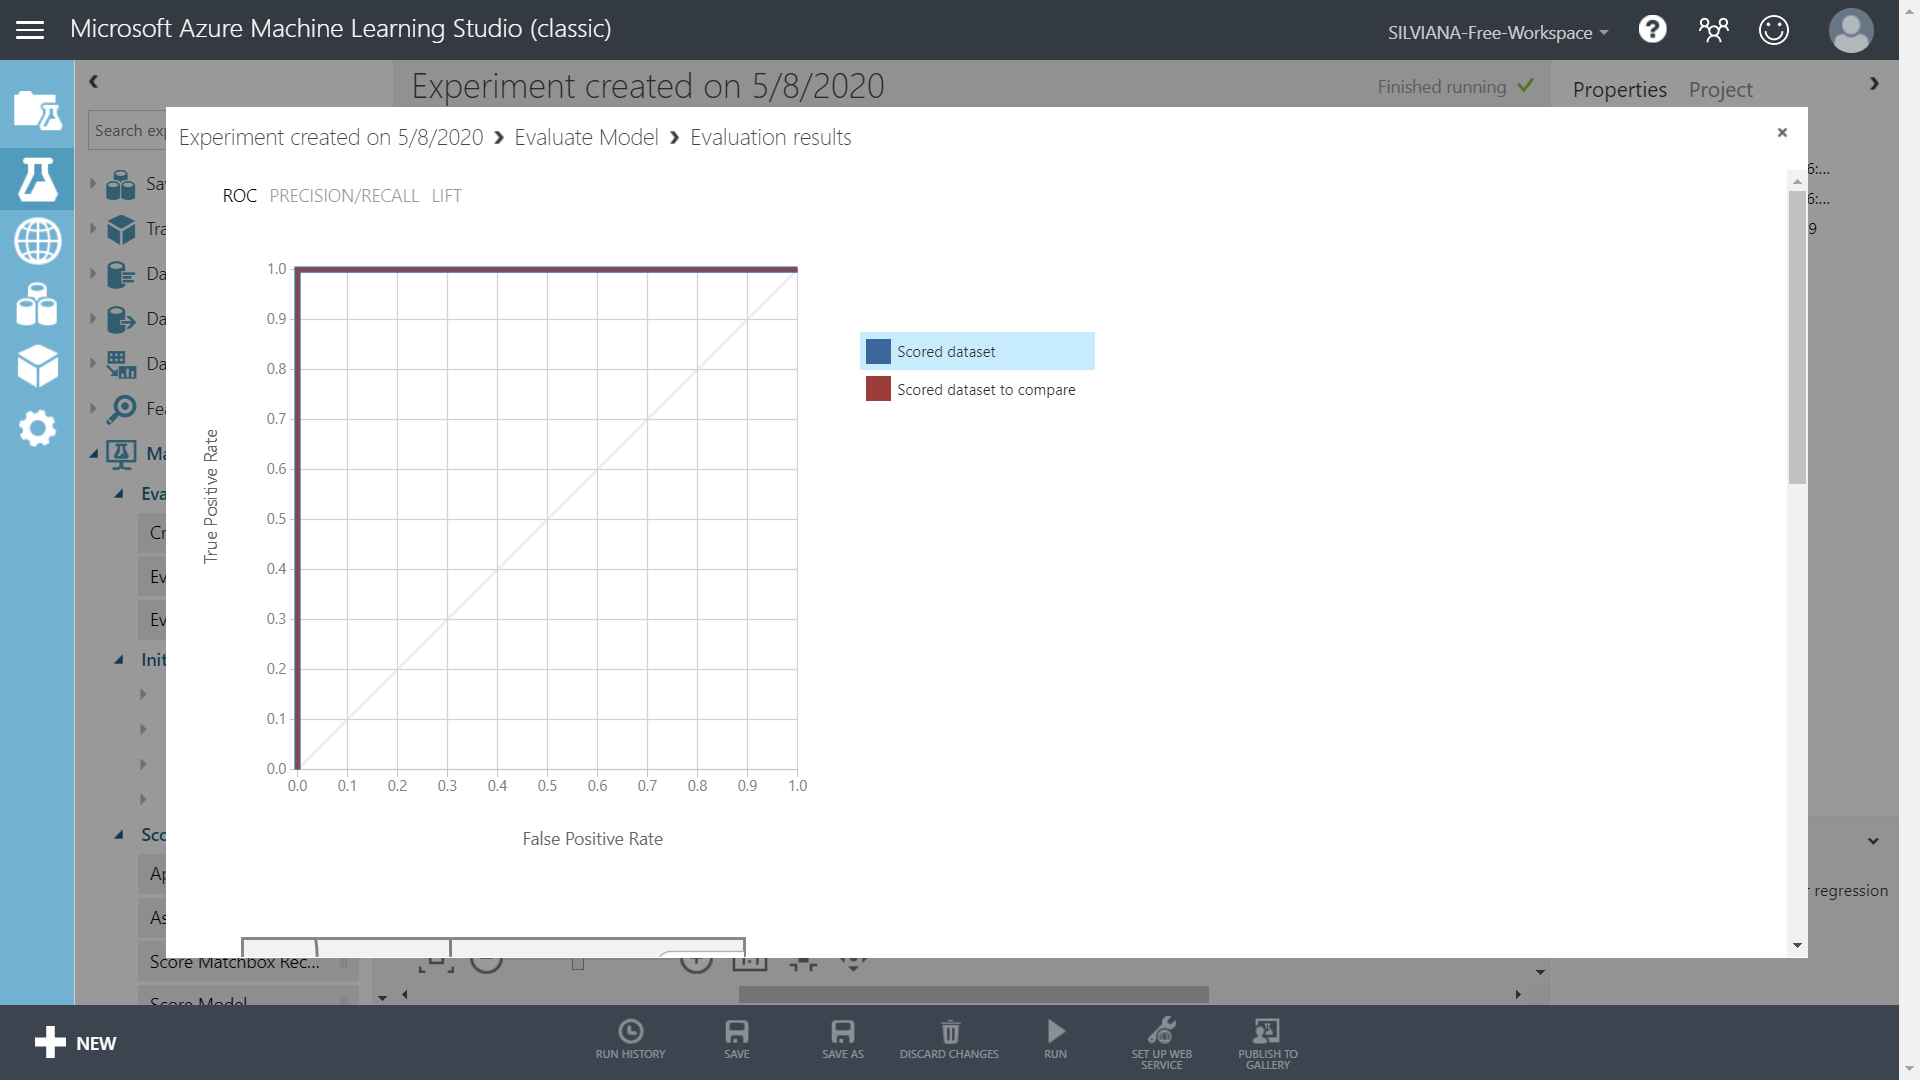 Microsoft Azure Machine Learning Studio (classic)
SILVIANA-Free-Workspace
?
Experiment created on 5/8/2020
Finished running
Properties
Project
Search exp
Experiment created on 5/8/2020 > Evaluate Model > Evaluation results
×
ROC PRECISION/RECALL LIFT
Sa
Tra
Da
Da
Da
Fea
Ma
Eva
Cr
Ev
Ev
Init
Sco
Ap
As
Score Matchbox Rec...
Score Model
6:...
6:...
9
True Positive Rate
1.0
0.9
0.8
0.7
0.6
0.5
0.4
0.3
0.2
0.1
0.0
0.0 0.1 0.2 0.3 0.4 0.5 0.6 0.7 0.8 0.9 1.0
False Positive Rate
Scored dataset
Scored dataset to compare
r regression
NEW
RUN HISTORY
SAVE
SAVE AS
DISCARD CHANGES
RUN
SET UP WEB
SERVICE
PUBLISH TO
GALLERY